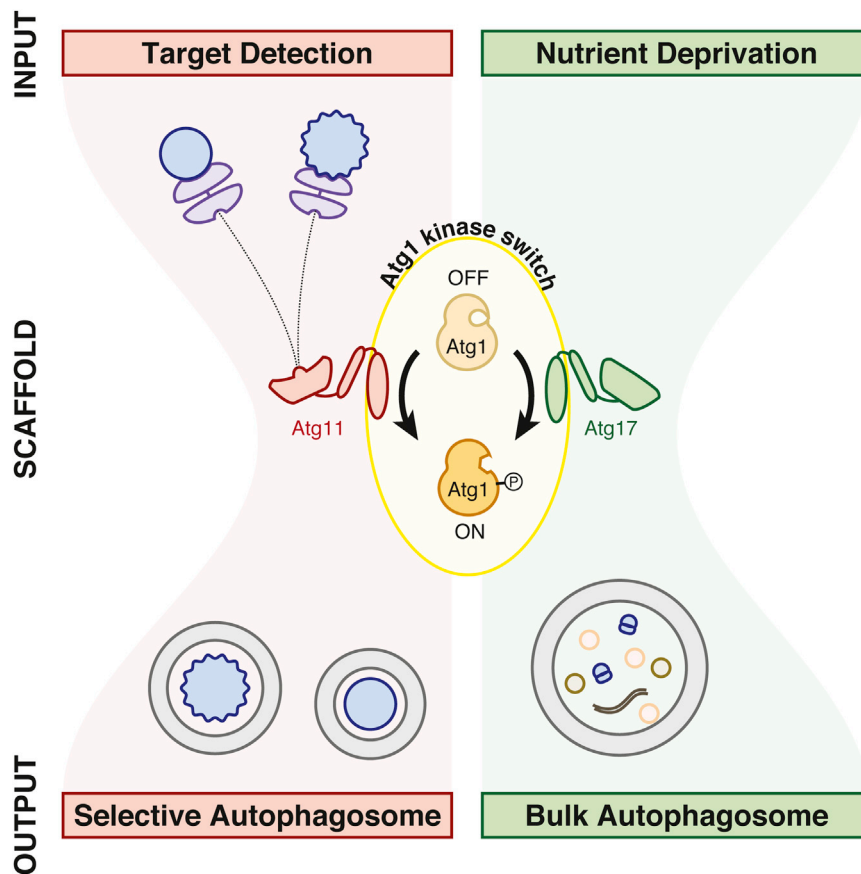 INPUT
Target Detection
Nutrient Deprivation
SCAFFOLD
Atg1 kinase switch
OFF
Atg1
Atg11
Atg17
Atg1
P
ON
OUTPUT
Selective Autophagosome
Bulk Autophagosome